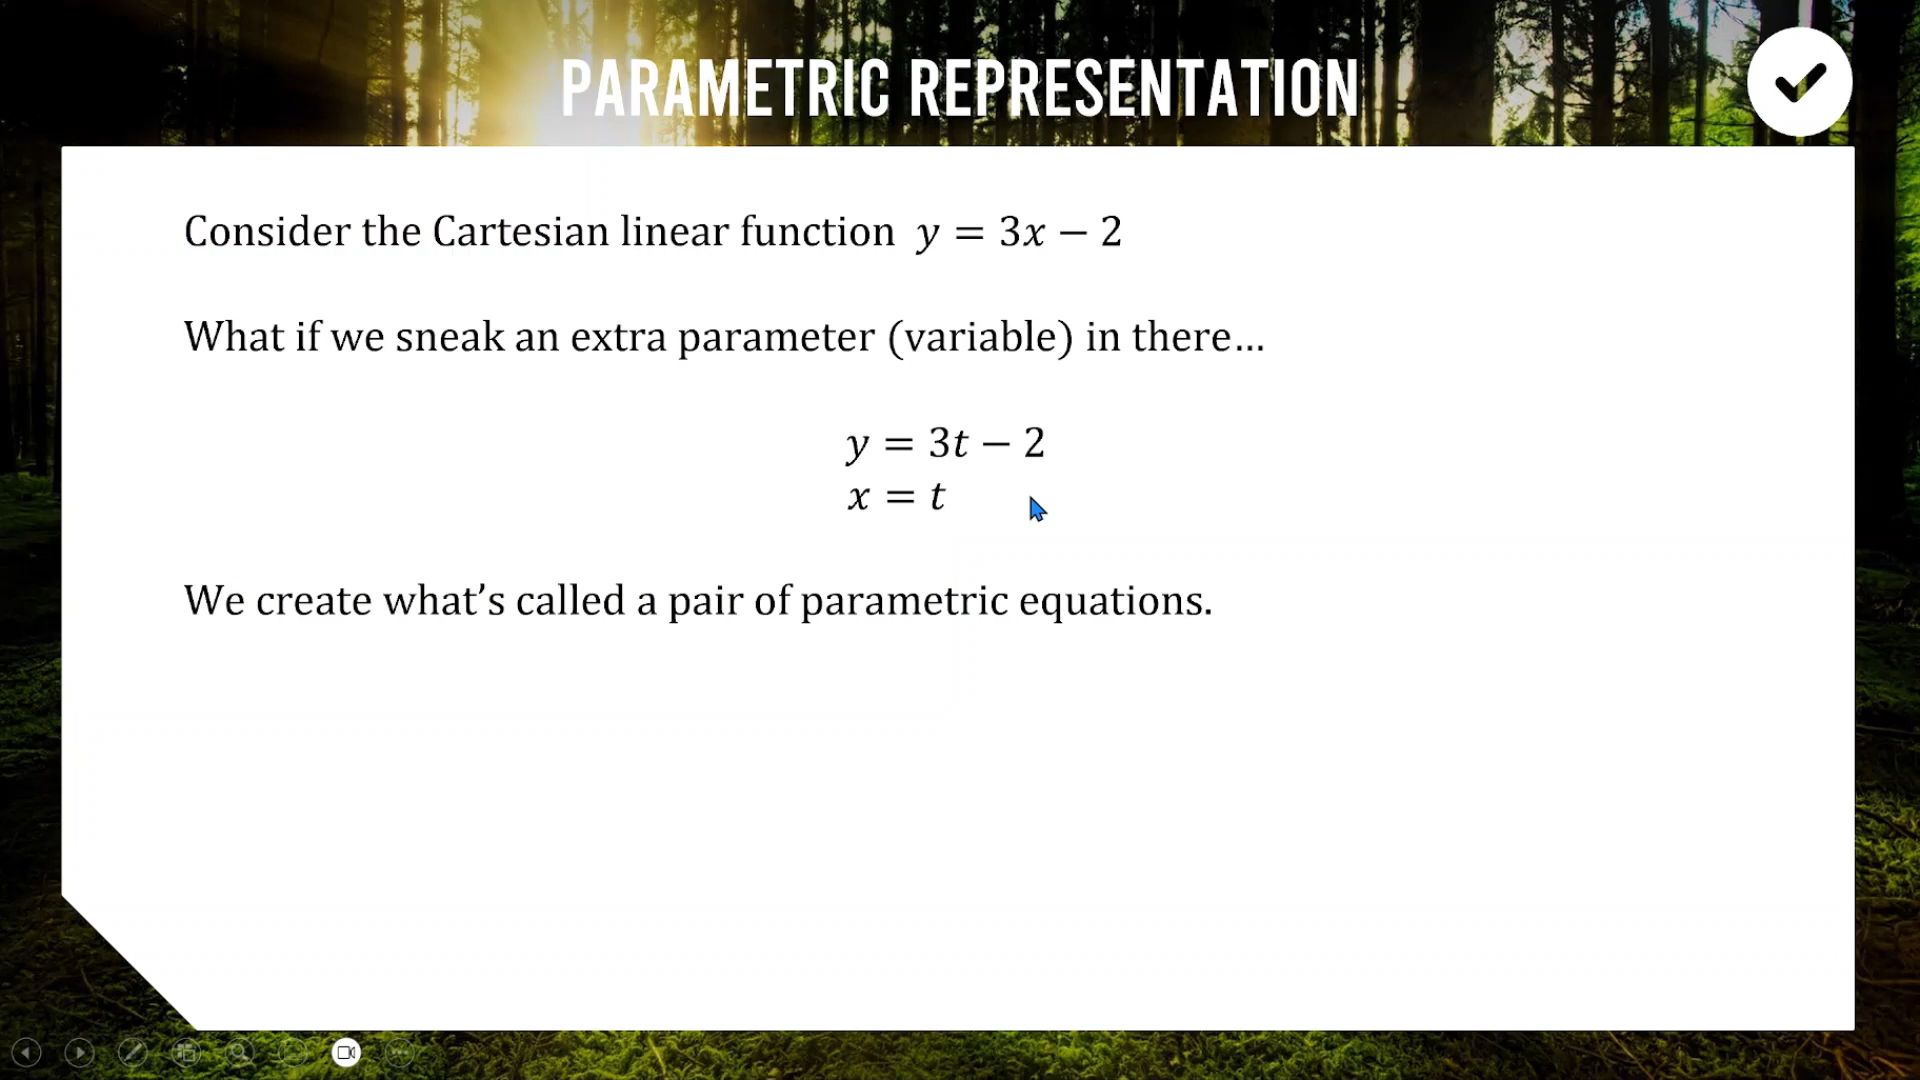 PARAMETRIC REPRESENTATION
Consider the Cartesian linear function y = 3x − 2
What if we sneak an extra parameter (variable) in there…
y = 3t − 2
x = t
We create what’s called a pair of parametric equations.